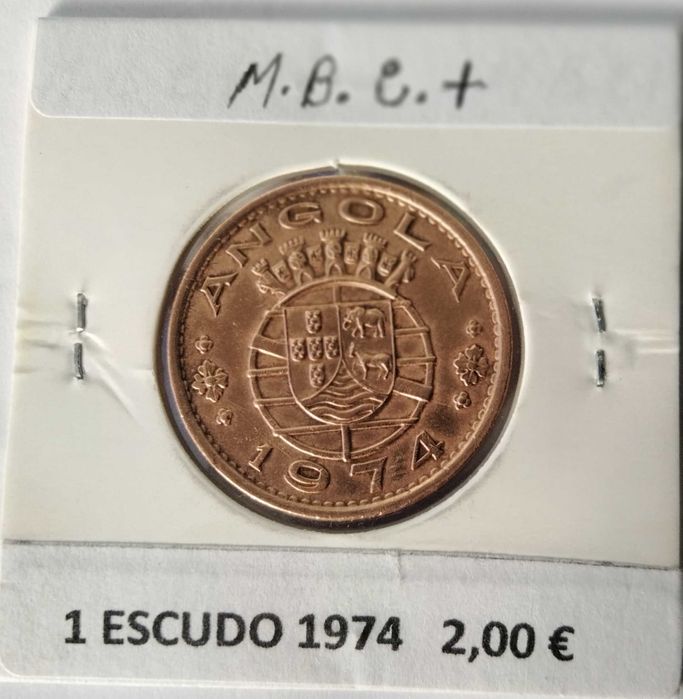 M.B.C.+
ANGOLA
1974
1 ESCUDO 1974 2,00 €